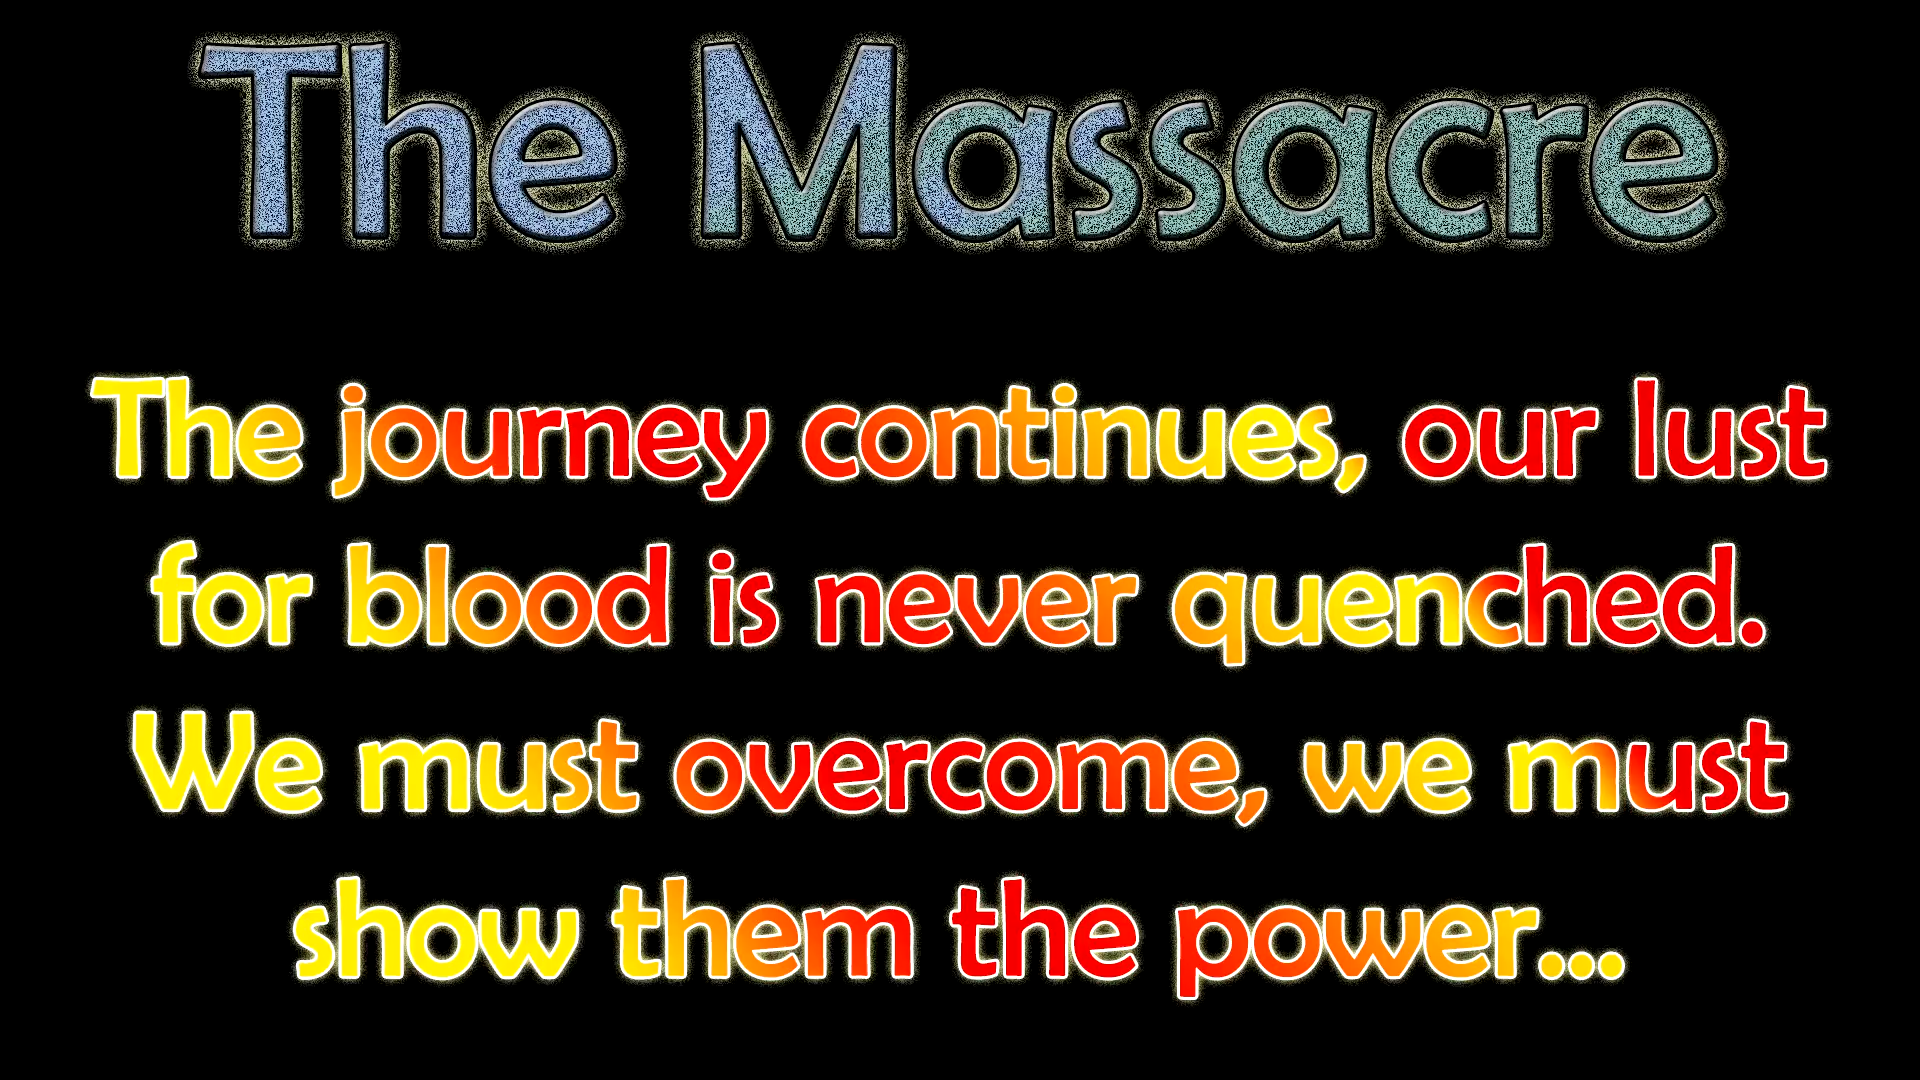 The Massacre
The journey continues, our lust
for blood is never quenched.
We must overcome, we must
show them the power...